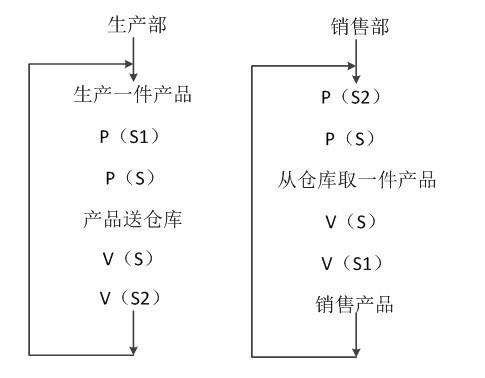 生产部
生产一件产品
P（S1）
P（S）
产品送仓库
V（S）
V（S2）
销售部
P（S2）
P（S）
从仓库取一件产品
V（S）
V（S1）
销售产品